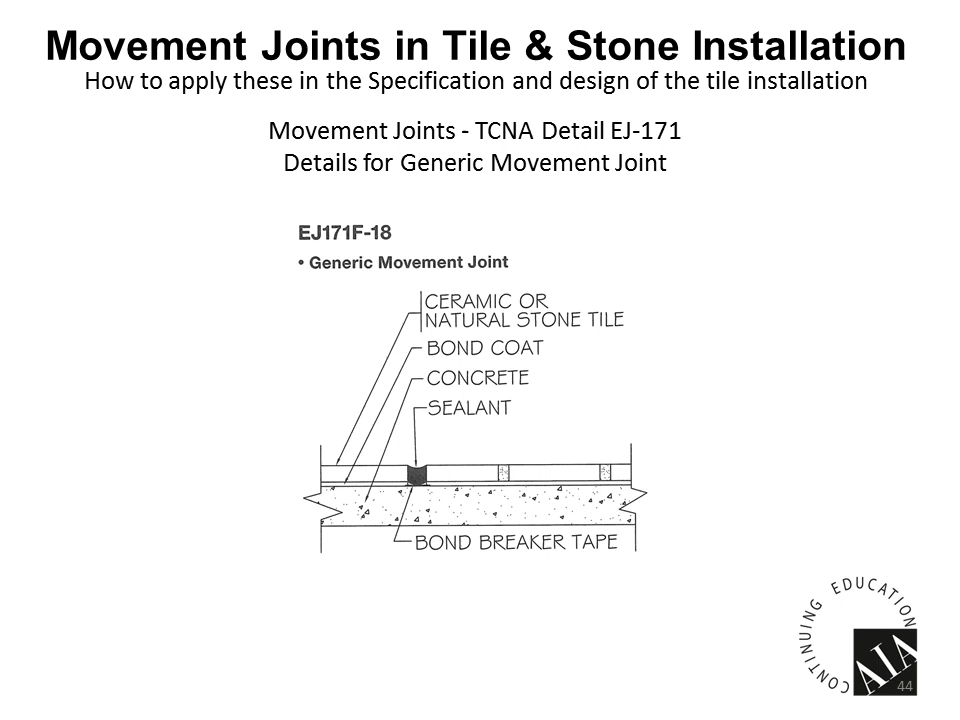 Movement Joints in Tile & Stone Installation
How to apply these in the Specification and design of the tile installation
Movement Joints - TCNA Detail EJ-171
Details for Generic Movement Joint
EJ171F-18
• Generic Movement Joint
CERAMIC OR
NATURAL STONE TILE
BOND COAT
CONCRETE
SEALANT
BOND BREAKER TAPE
CONTINUING EDUCATION
AIA
44